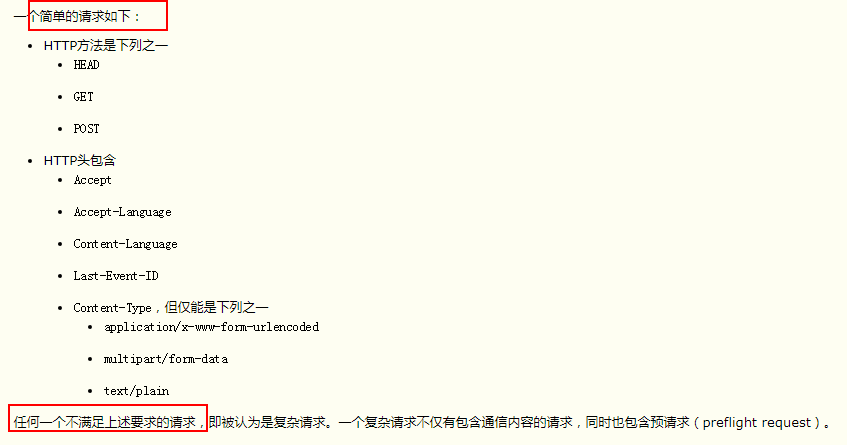 一个简单的请求如下：
HTTP方法是下列之一
HEAD
GET
POST
HTTP头包含
Accept
Accept-Language
Content-Language
Last-Event-ID
Content-Type，但仅能是下列之一
application/x-www-form-urlencoded
multipart/form-data
text/plain
任何一个不满足上述要求的请求，即被认为是复杂请求。一个复杂请求不仅有包含通信内容的请求，同时也包含预请求（preflight request）。